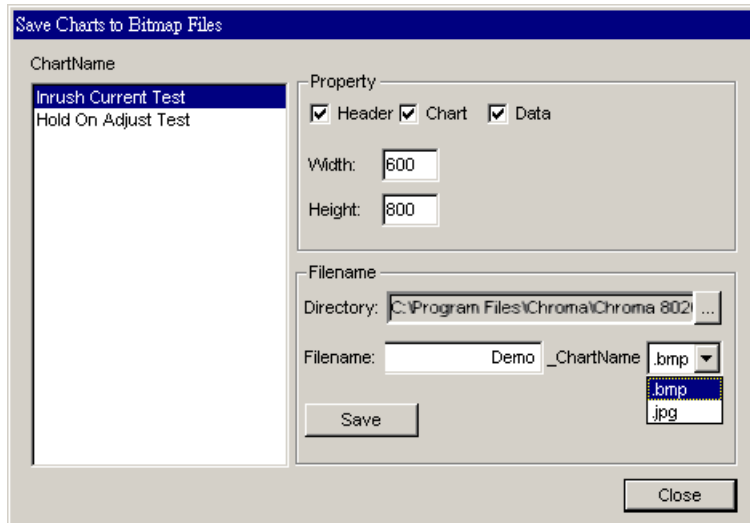 Save Charts to Bitmap Files
ChartName
Inrush Current Test
Hold On Adjust Test
Property
Header Chart Data
Width: 600
Height: 800
Filename
Directory: C:\Program Files\Chroma\Chroma ...
Filename: Demo _ChartName .bmp
.bmp
.jpg
Save
Close